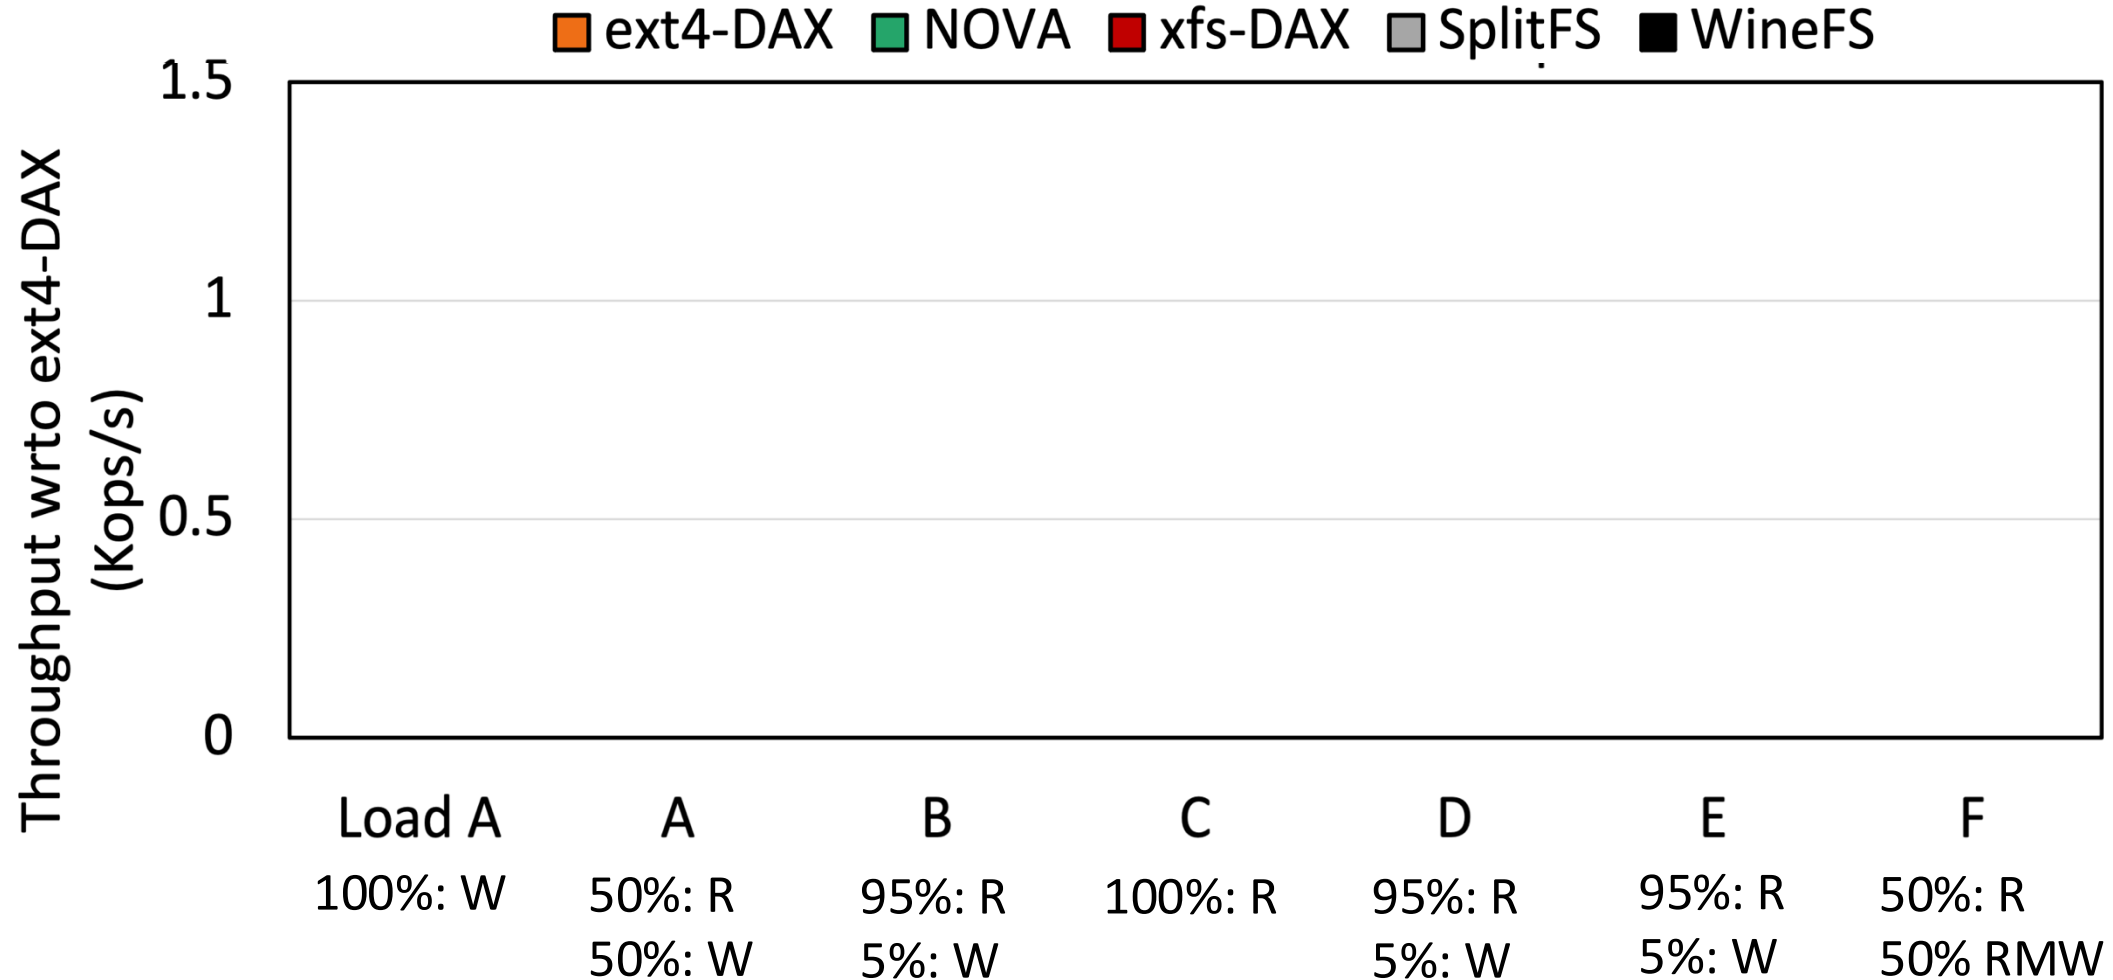 ext4-DAX NOVA xfs-DAX SplitFS WineFS
Throughput wrto ext4-DAX
(Kops/s)
1.5
1
0.5
0
Load A A B C D E F
100%: W 50%: R 95%: R 100%: R 95%: R 95%: R 50%: R
50%: W 5%: W 5%: W 5%: W 50% RMW